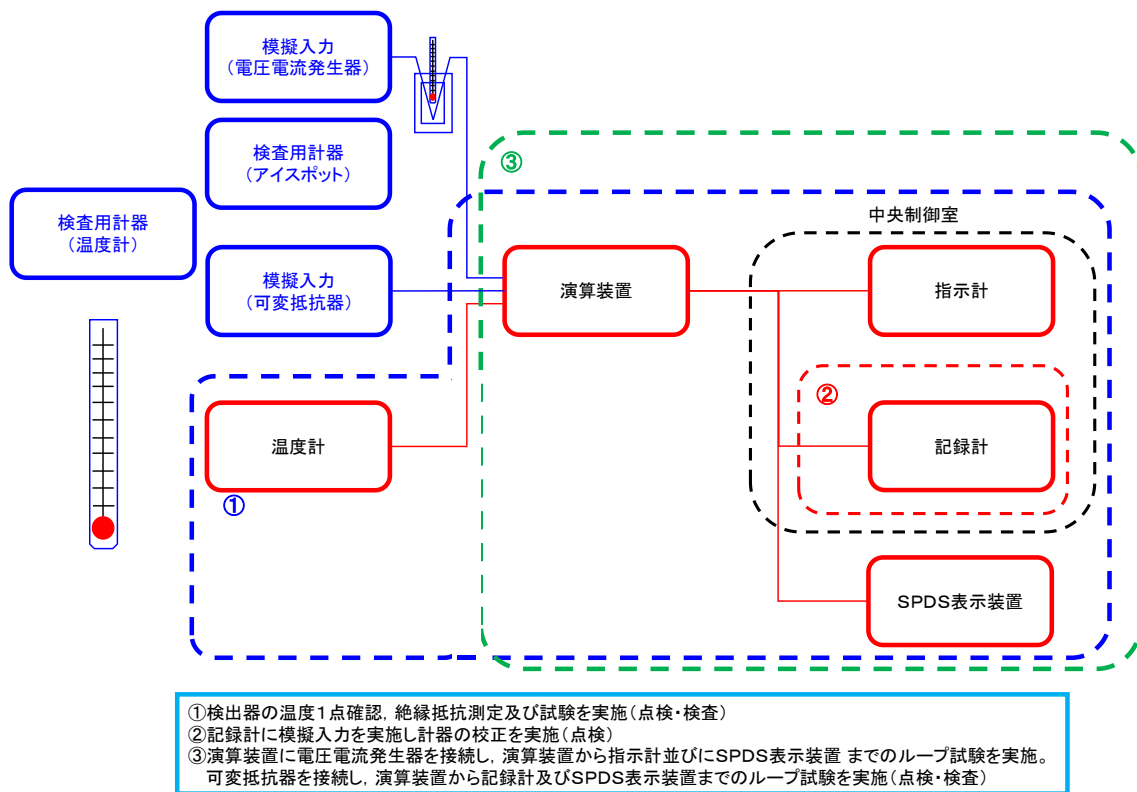 模擬入力
（電圧電流発生器）
③
検査用計器
（アイスポット）
検査用計器
（温度計）
中央制御室
模擬入力
（可変抵抗器）
演算装置
指示計
②
温度計
記録計
①
SPDS表示装置
①検出器の温度1点確認，絶縁抵抗測定及び試験を実施（点検・検査）
②記録計に模擬入力を実施し計器の校正を実施（点検）
③演算装置に電圧電流発生器を接続し，演算装置から指示計並びにSPDS表示装置 までのループ試験を実施。
可変抵抗器を接続し，演算装置から記録計及びSPDS表示装置までのループ試験を実施（点検・検査）